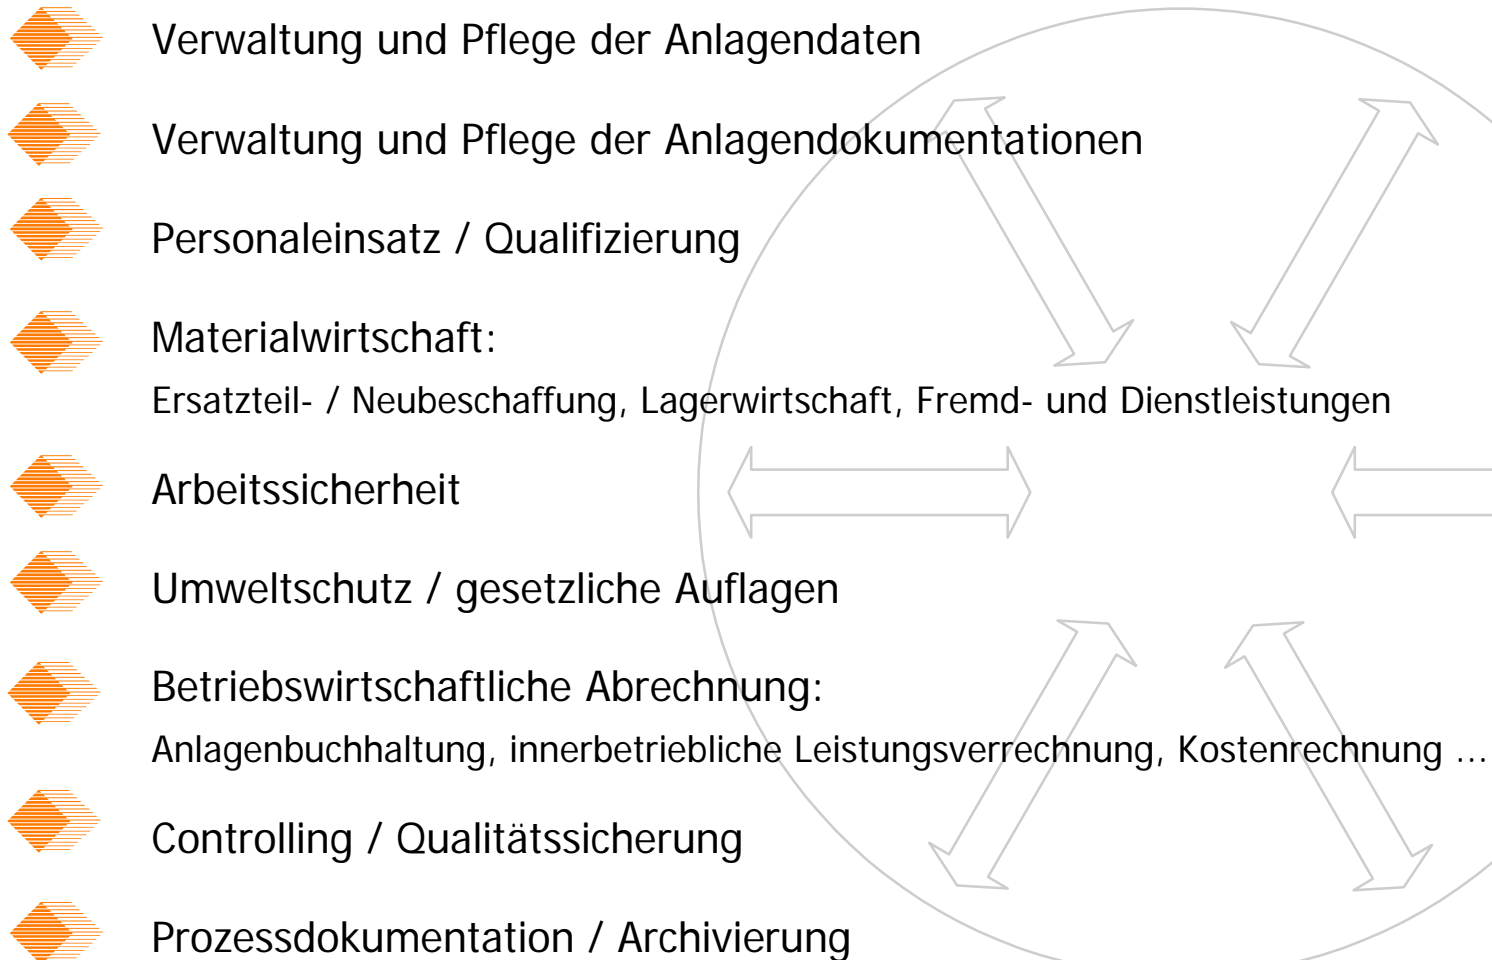 Verwaltung und Pflege der Anlagendaten
Verwaltung und Pflege der Anlagendokumentationen
Personaleinsatz / Qualifizierung
Materialwirtschaft:
Ersatzteil- / Neubeschaffung, Lagerwirtschaft, Fremd- und Dienstleistungen
Arbeitssicherheit
Umweltschutz / gesetzliche Auflagen
Betriebswirtschaftliche Abrechnung:
Anlagenbuchhaltung, innerbetriebliche Leistungsverrechnung, Kostenrechnung ...
Controlling / Qualitätssicherung
Prozessdokumentation / Archivierung